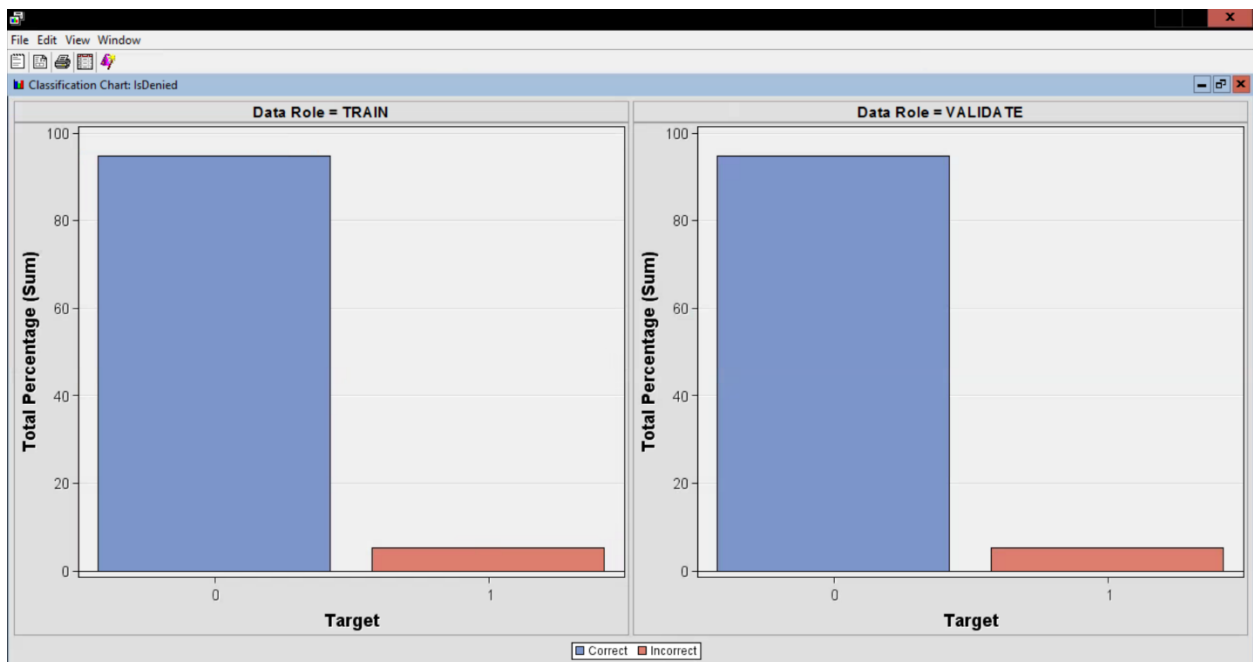 File Edit View Window
Classification Chart: IsDenied
Data Role = TRAIN
Data Role = VALIDATE
Total Percentage (Sum)
100
80
60
40
20
0
0 1
Target
Total Percentage (Sum)
100
80
60
40
20
0
0 1
Target
Correct Incorrect